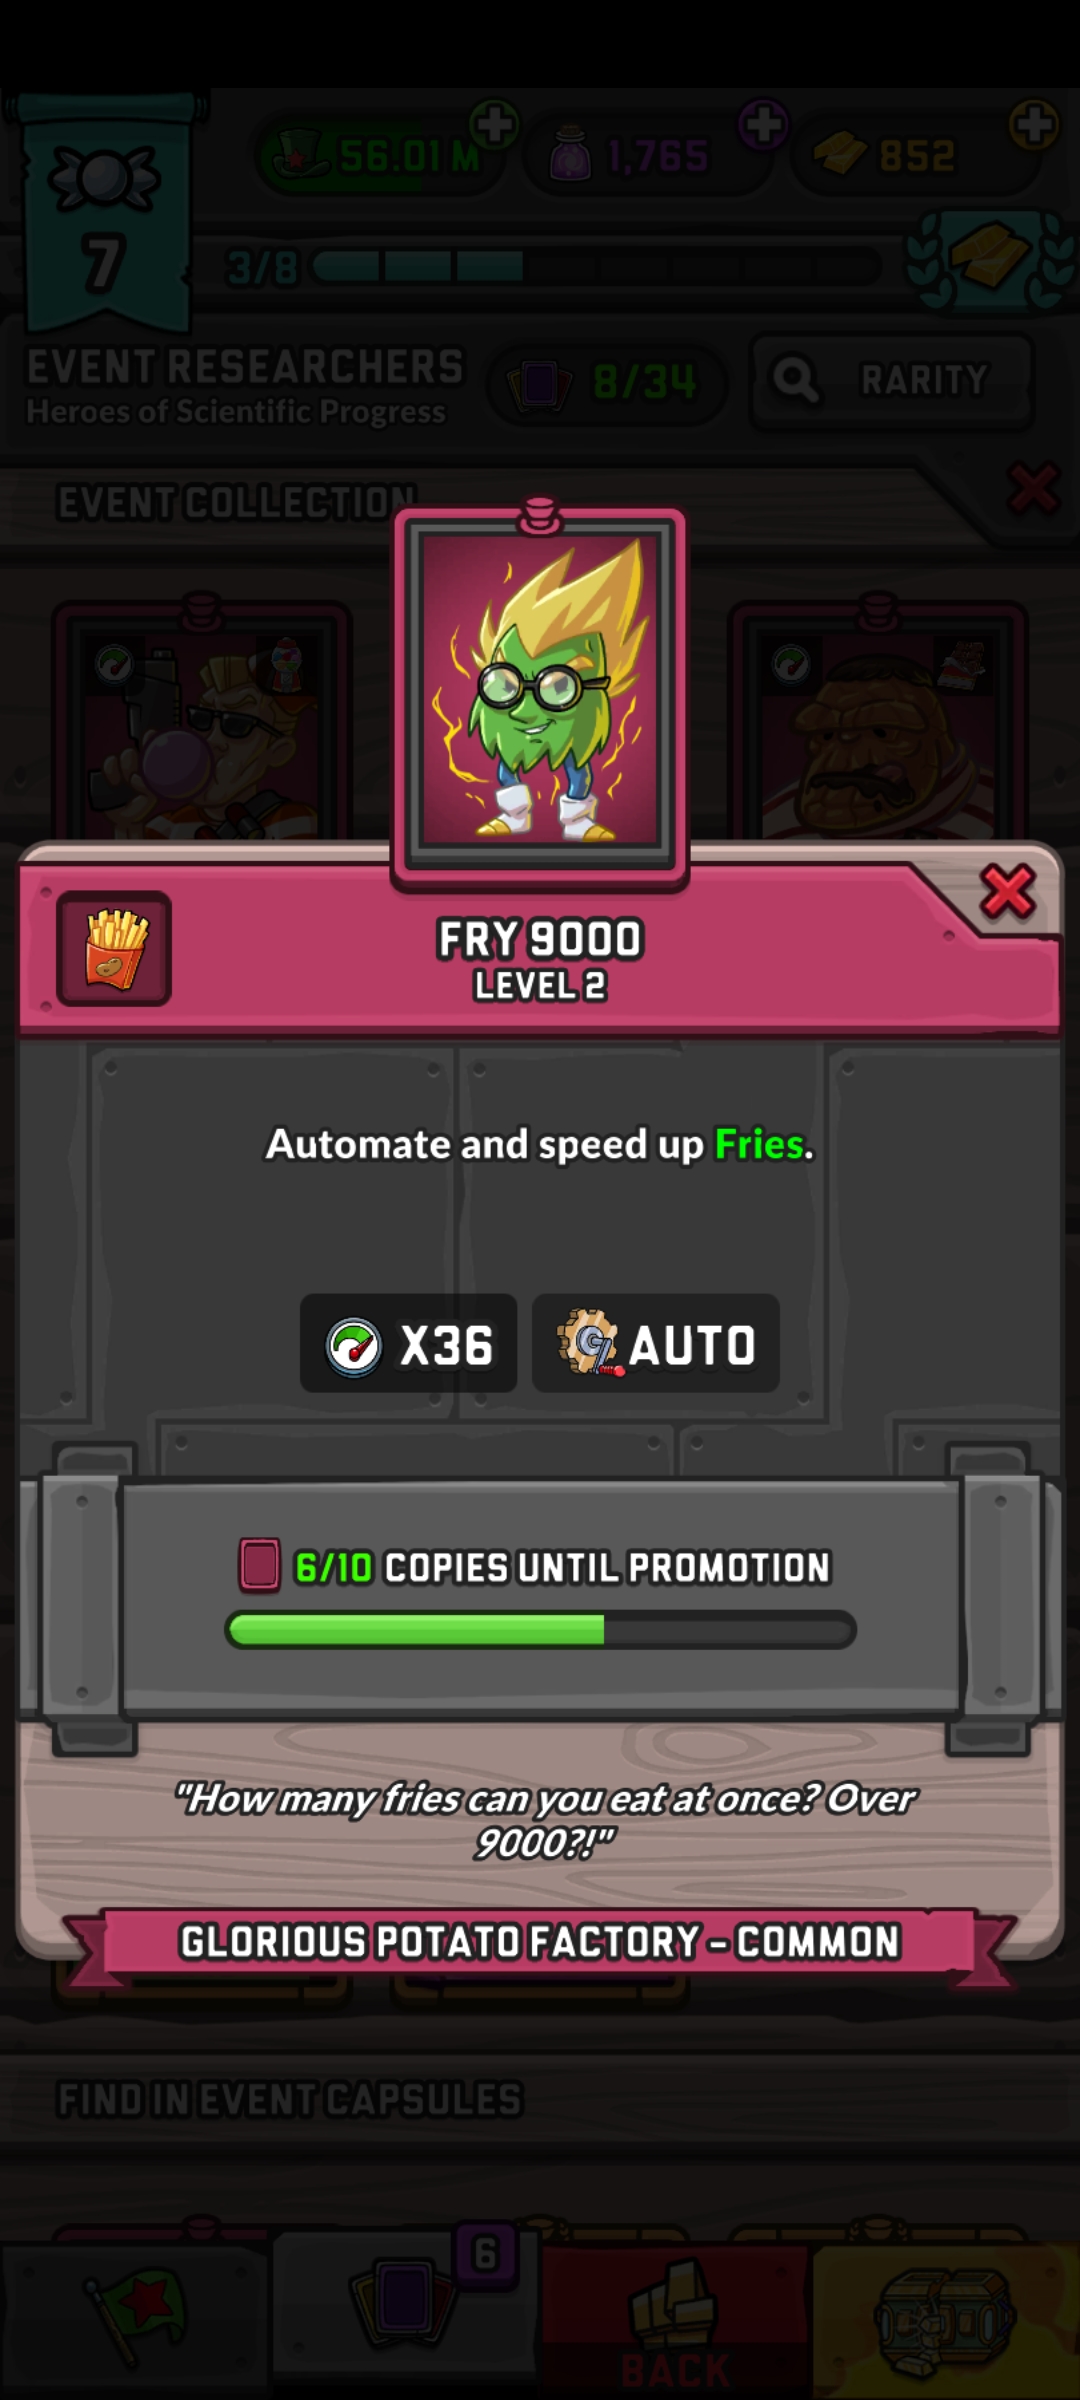 56.01 M
1,765
852
7
3/8
EVENT RESEARCHERS
Heroes of Scientific Progress
8/34
RARITY
EVENT COLLECTION
FRY 9000
LEVEL 2
Automate and speed up Fries.
X36
AUTO
6/10 COPIES UNTIL PROMOTION
"How many fries can you eat at once? Over
9000?!"
GLORIOUS POTATO FACTORY - COMMON
FIND IN EVENT CAPSULES
6
BACK